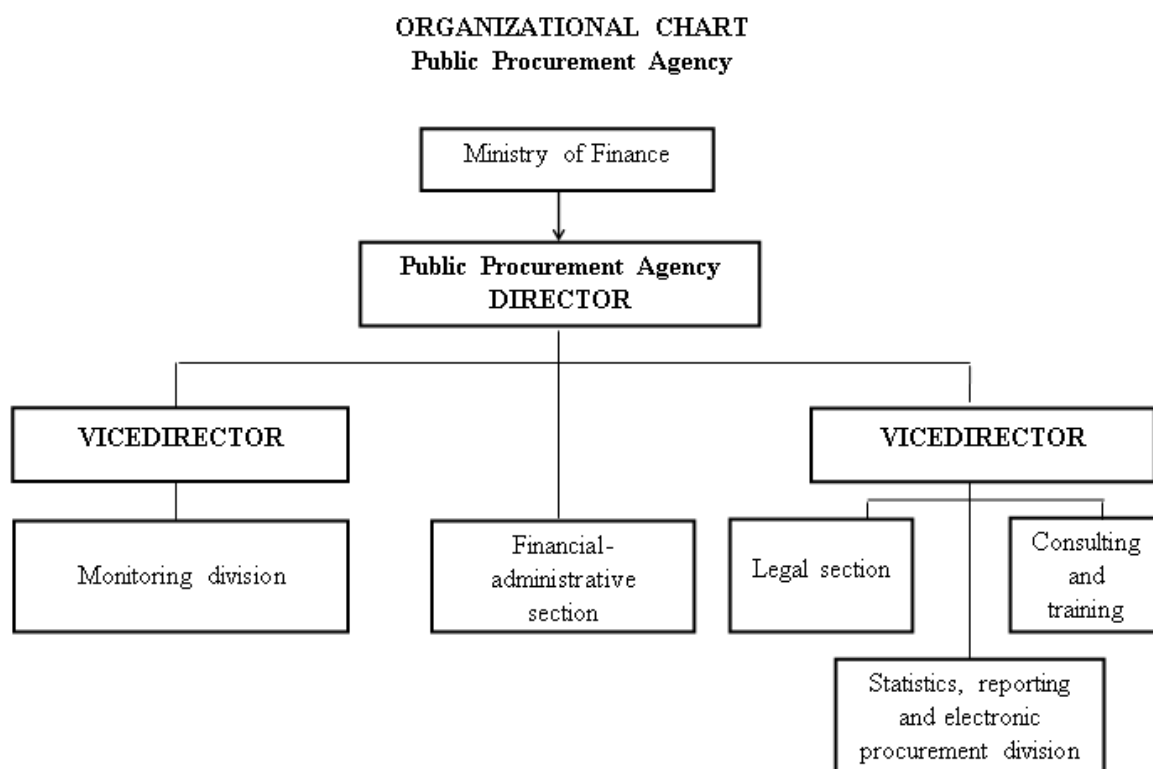 ORGANIZATIONAL CHART
Public Procurement Agency
Ministry of Finance
Public Procurement Agency
DIRECTOR
VICEDIRECTOR
VICEDIRECTOR
Monitoring division
Financial-
administrative
section
Legal section
Consulting
and
training
Statistics, reporting
and electronic
procurement division